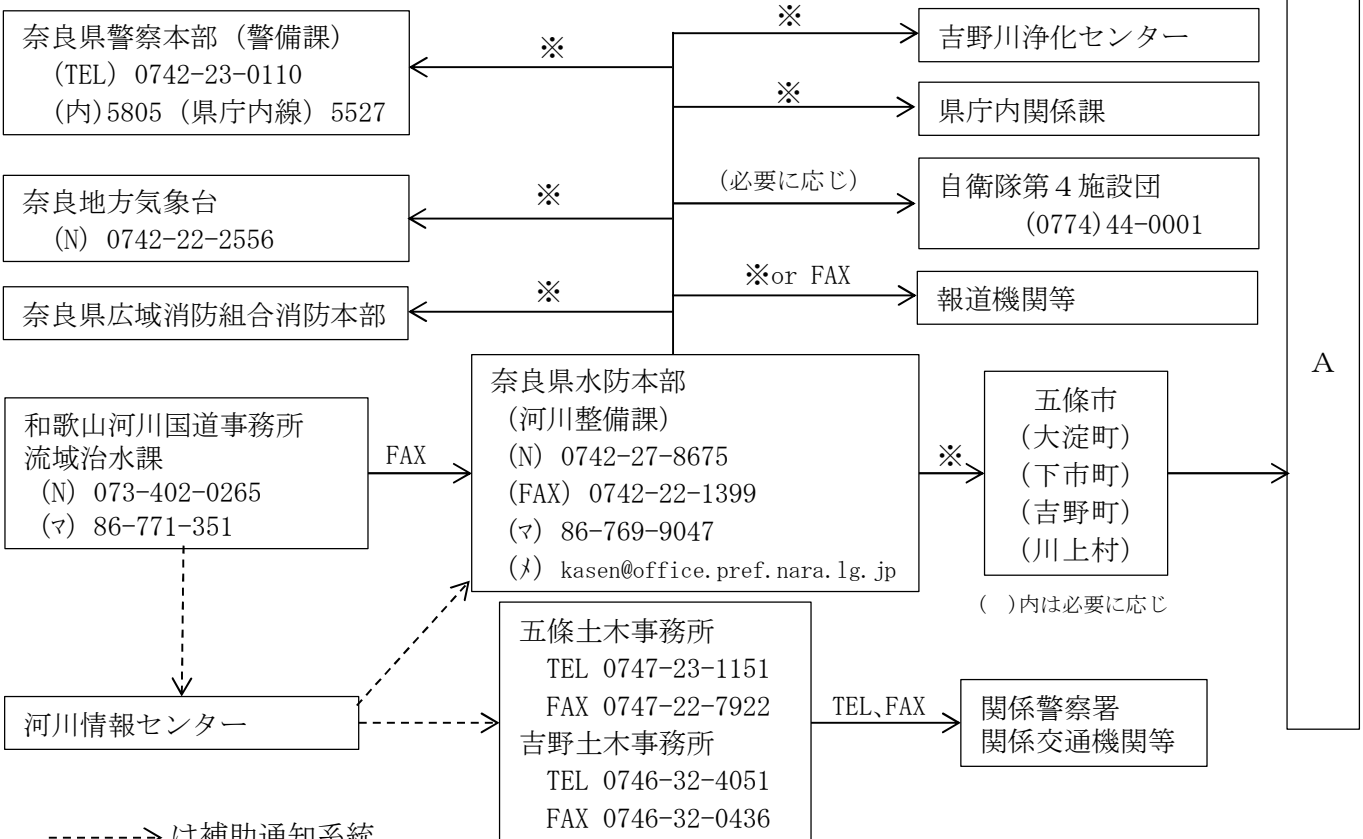 奈良県警察本部（警備課）
(TEL) 0742-23-0110
(内)5805（県庁内線）5527
※
※
吉野川浄化センター
※
県庁内関係課
奈良地方気象台
(N) 0742-22-2556
※
(必要に応じ)
自衛隊第４施設団
(0774)44-0001
奈良県広域消防組合消防本部
※
※or FAX
報道機関等
A
和歌山河川国道事務所
流域治水課
(N) 073-402-0265
(ﾏ) 86-771-351
FAX
奈良県水防本部
(河川整備課)
(N) 0742-27-8675
(FAX) 0742-22-1399
(ﾏ) 86-769-9047
(ﾒ) kasen@office.pref.nara.lg.jp
※
五條市
(大淀町)
(下市町)
(吉野町)
(川上村)
(　)内は必要に応じ
河川情報センター
五條土木事務所
TEL 0747-23-1151
FAX 0747-22-7922
吉野土木事務所
TEL 0746-32-4051
FAX 0746-32-0436
TEL、FAX
関係警察署
関係交通機関等
は補助通知系統